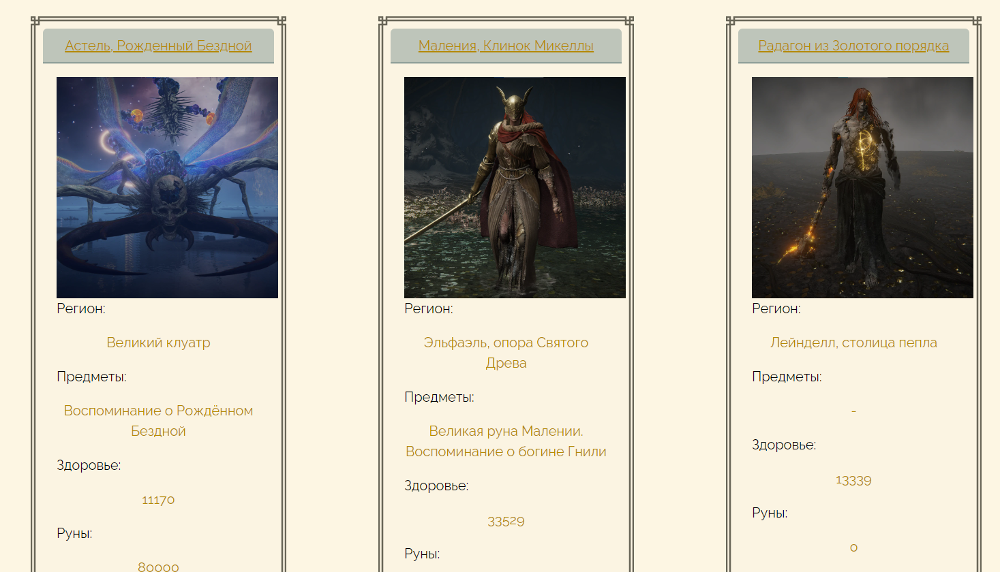 Астель, Рожденный Бездной
Регион:
Великий клуатр
Предметы:
Воспоминание о Рождённом
Бездной
Здоровье:
11170
Руны:
80000
Маления, Клинок Микеллы
Регион:
Эльфаэль, опора Святого
Древа
Предметы:
Великая руна Малении.
Воспоминание о богине Гнили
Здоровье:
33529
Руны:
Радагон из Золотого порядка
Регион:
Лейнделл, столица пепла
Предметы:
-
Здоровье:
13339
Руны:
0